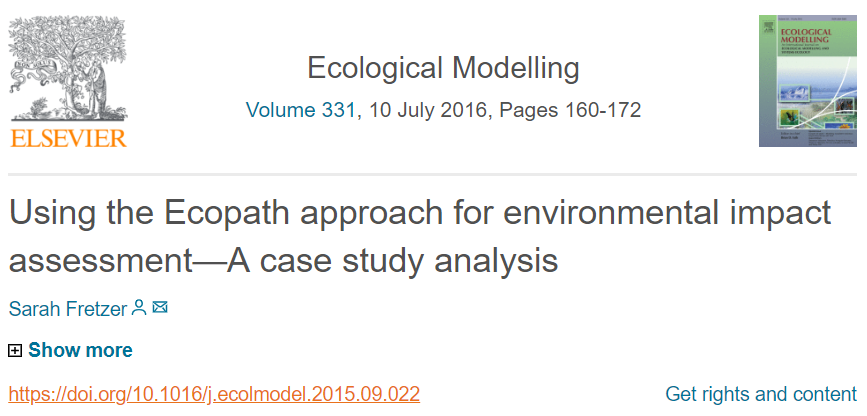 Ecological Modelling
Volume 331, 10 July 2016, Pages 160-172
ELSEVIER
ECOLOGICAL
MODELLING
Using the Ecopath approach for environmental impact
assessment—A case study analysis
Sarah Fretzer
Show more
https://doi.org/10.1016/j.ecolmodel.2015.09.022
Get rights and content